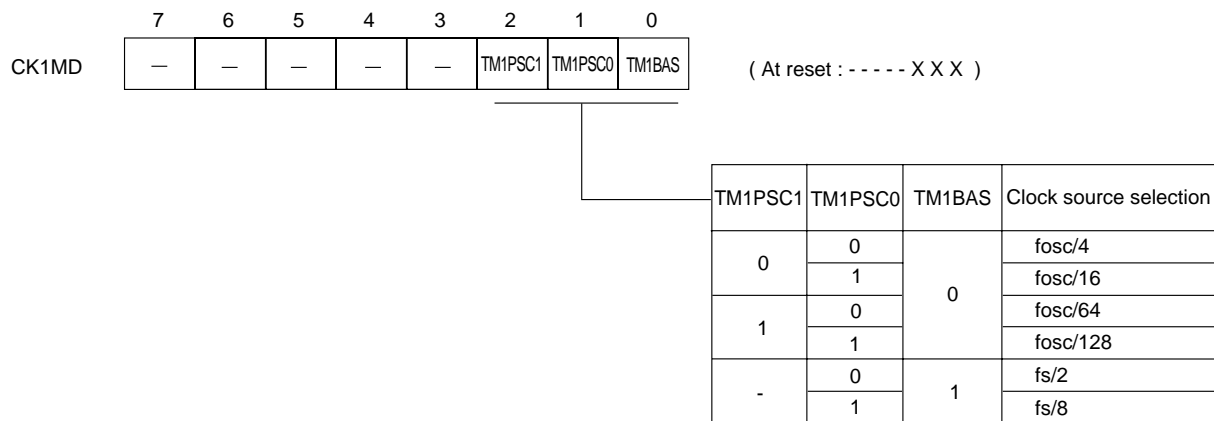 7 6 5 4 3 2 1 0
CK1MD — — — — — TM1PSC1 TM1PSC0 TM1BAS ( At reset : - - - - - X X X )
TM1PSC1 TM1PSC0 TM1BAS Clock source selection
0 0 0 fosc/4
1 fosc/16
1 0 fosc/64
1 fosc/128
- 0 1 fs/2
1 fs/8